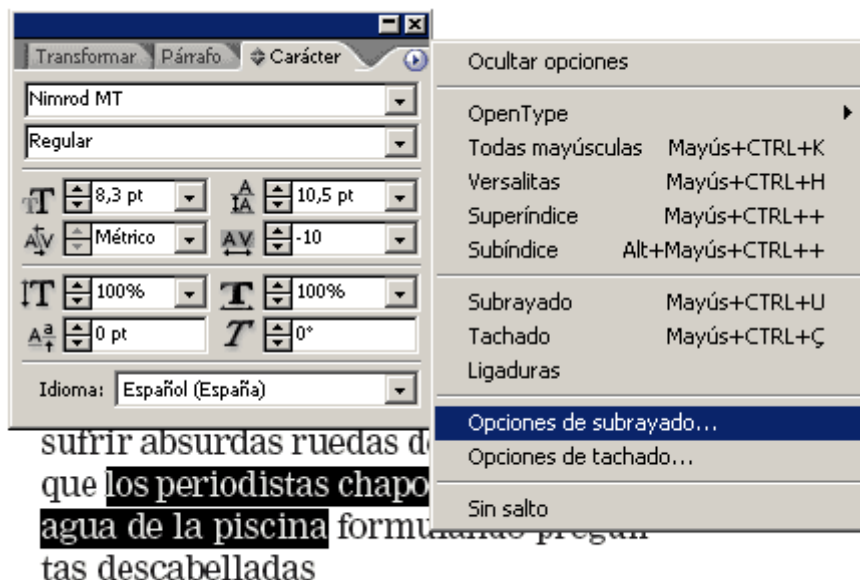 Transformar Párrafo Carácter
Nimrod MT
Regular
8,3 pt 10,5 pt
Métrico -10
100% 100%
0 pt 0°
Idioma: Español (España)
Ocultar opciones
OpenType
Todas mayúsculas Mayús+CTRL+K
Versalitas Mayús+CTRL+H
Superíndice Mayús+CTRL++
Subíndice Alt+Mayús+CTRL++
Subrayado Mayús+CTRL+U
Tachado Mayús+CTRL+Ç
Ligaduras
Opciones de subrayado...
Opciones de tachado...
Sin salto
sufrir absurdas ruedas
que los periodistas chapo
agua de la piscina formulando pregun
tas descabelladas